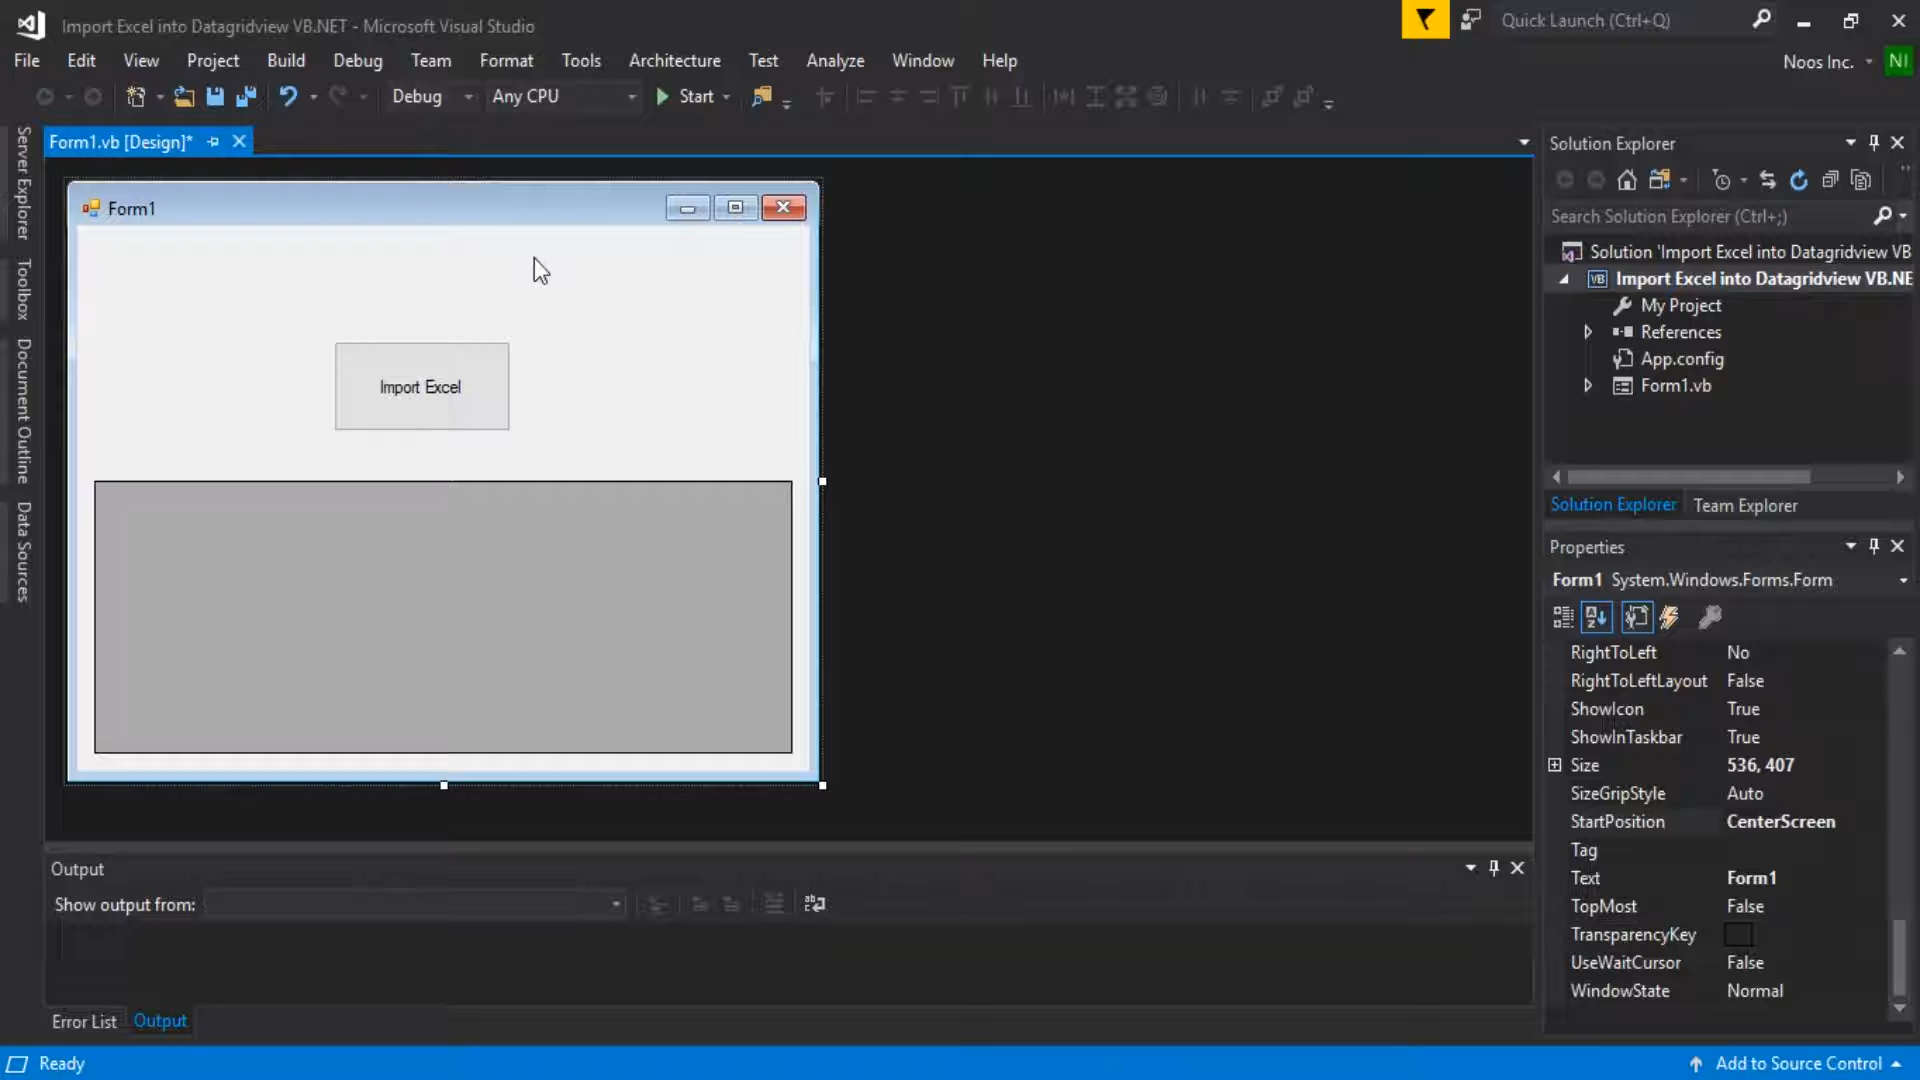 Import Excel into Datagridview VB.NET - Microsoft Visual Studio
Quick Launch (Ctrl+Q)
File Edit View Project Build Debug Team Format Tools Architecture Test Analyze Window Help
Noos Inc. NI
Debug Any CPU Start
Server Explorer
Toolbox
Document Outline
Data Sources
Form1.vb [Design]*
Form1
Import Excel
Solution Explorer
Search Solution Explorer (Ctrl+;)
Solution 'Import Excel into Datagridview VB
VB Import Excel into Datagridview VB.NE
My Project
References
App.config
Form1.vb
Solution Explorer Team Explorer
Properties
Form1 System.Windows.Forms.Form
RightToLeft No
RightToLeftLayout False
ShowIcon True
ShowInTaskbar True
Size 536, 407
SizeGripStyle Auto
StartPosition CenterScreen
Tag
Text Form1
TopMost False
TransparencyKey
UseWaitCursor False
WindowState Normal
Output
Show output from:
Error List Output
Ready
Add to Source Control